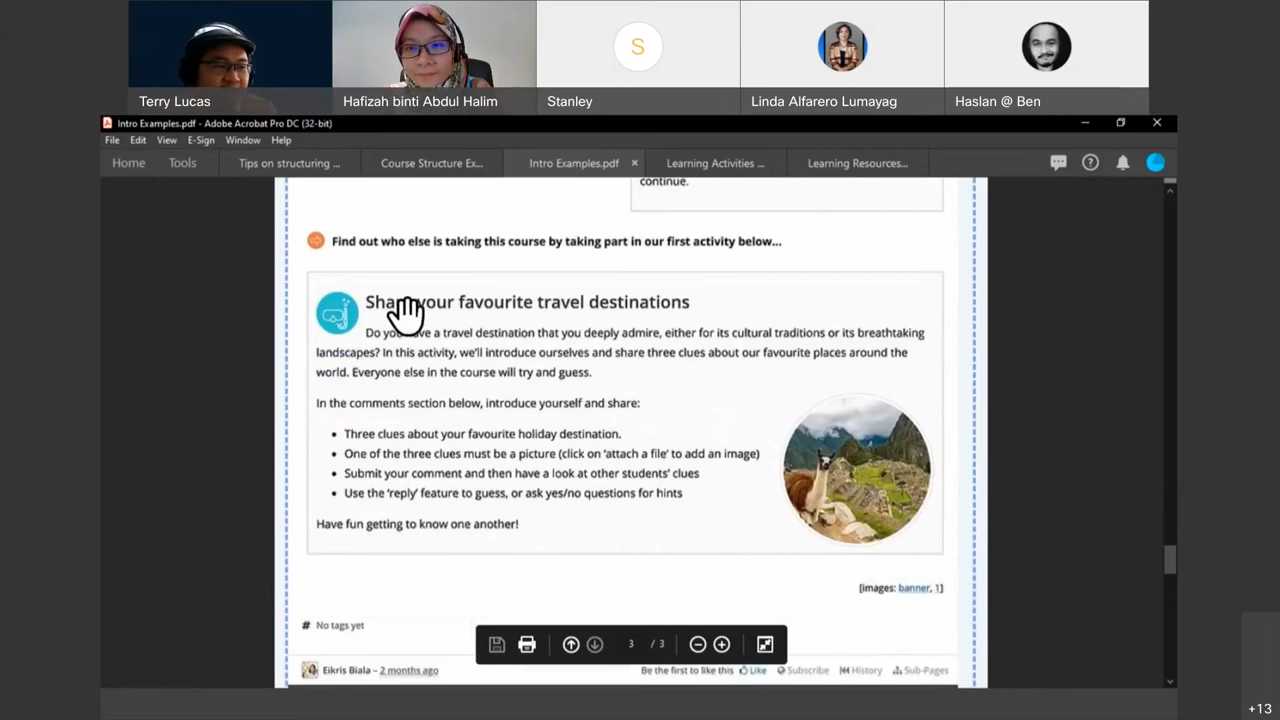 S
Terry Lucas
Hafizah binti Abdul Halim
Stanley
Linda Alfarero Lumayag
Haslan @ Ben
Intro Examples.pdf - Adobe Acrobat Pro DC (32-bit)
File Edit View E-Sign Window Help
Home Tools Tips on structuring ... Course Structure Ex... Intro Examples.pdf × Learning Activities ... Learning Resources...
continue.
Find out who else is taking this course by taking part in our first activity below...
Share your favourite travel destinations
Do you have a travel destination that you deeply admire, either for its cultural traditions or its breathtaking
landscapes? In this activity, we'll introduce ourselves and share three clues about our favourite places around the
world. Everyone else in the course will try and guess.
In the comments section below, introduce yourself and share:
• Three clues about your favourite holiday destination.
• One of the three clues must be a picture (click on 'attach a file' to add an image)
• Submit your comment and then have a look at other students' clues
• Use the 'reply' feature to guess, or ask yes/no questions for hints
Have fun getting to know one another!
[images: banner, 1]
# No tags yet
3 / 3
Eikris Biala – 2 months ago Be the first to like this Like Subscribe History Sub-Pages
+13